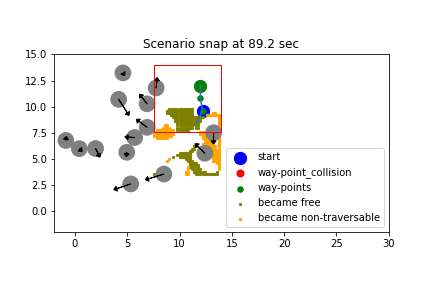 Scenario snap at 89.2 sec
15.0
12.5
10.0
7.5
5.0
2.5
0.0
0 5 10 15 20 25 30
start
way-point_collision
way-points
became free
became non-traversable